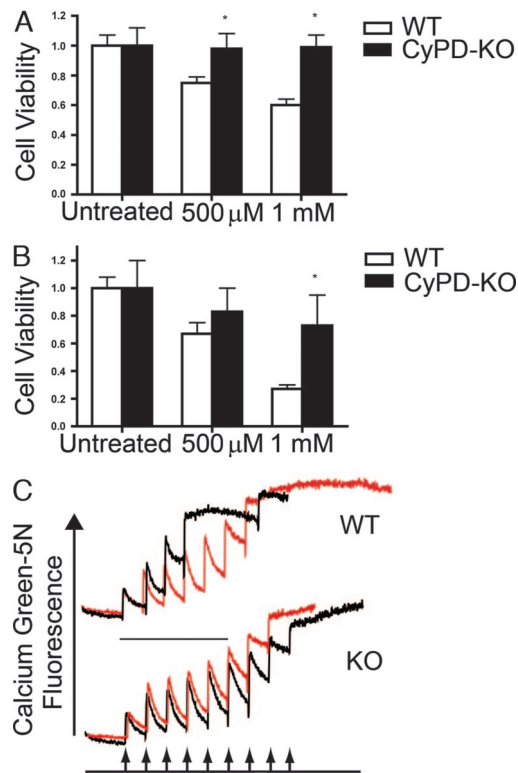 A
Cell Viability
1.2
1.0
0.8
0.6
0.4
0.2
0.0
* *
WT
CyPD-KO
Untreated 500 µM 1 mM
B
Cell Viability
1.2
1.0
0.8
0.6
0.4
0.2
0.0
*
WT
CyPD-KO
Untreated 500 µM 1 mM
C
Calcium Green-5N
Fluorescence
WT
KO